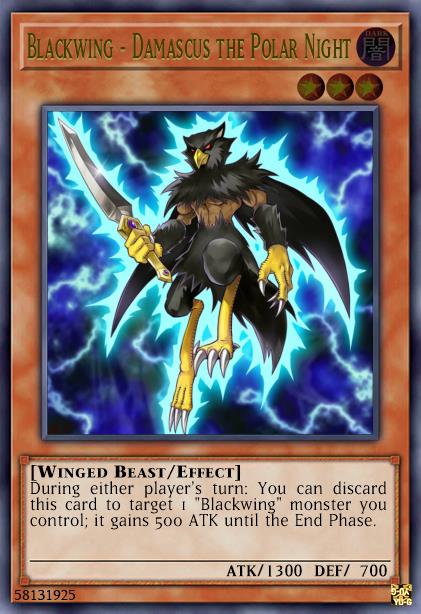 Blackwing - Damascus the Polar Night
DARK
闇
[Winged Beast/Effect]
During either player's turn: You can discard
this card to target 1 "Blackwing" monster you
control; it gains 500 ATK until the End Phase.
ATK/1300 DEF/ 700
58131925